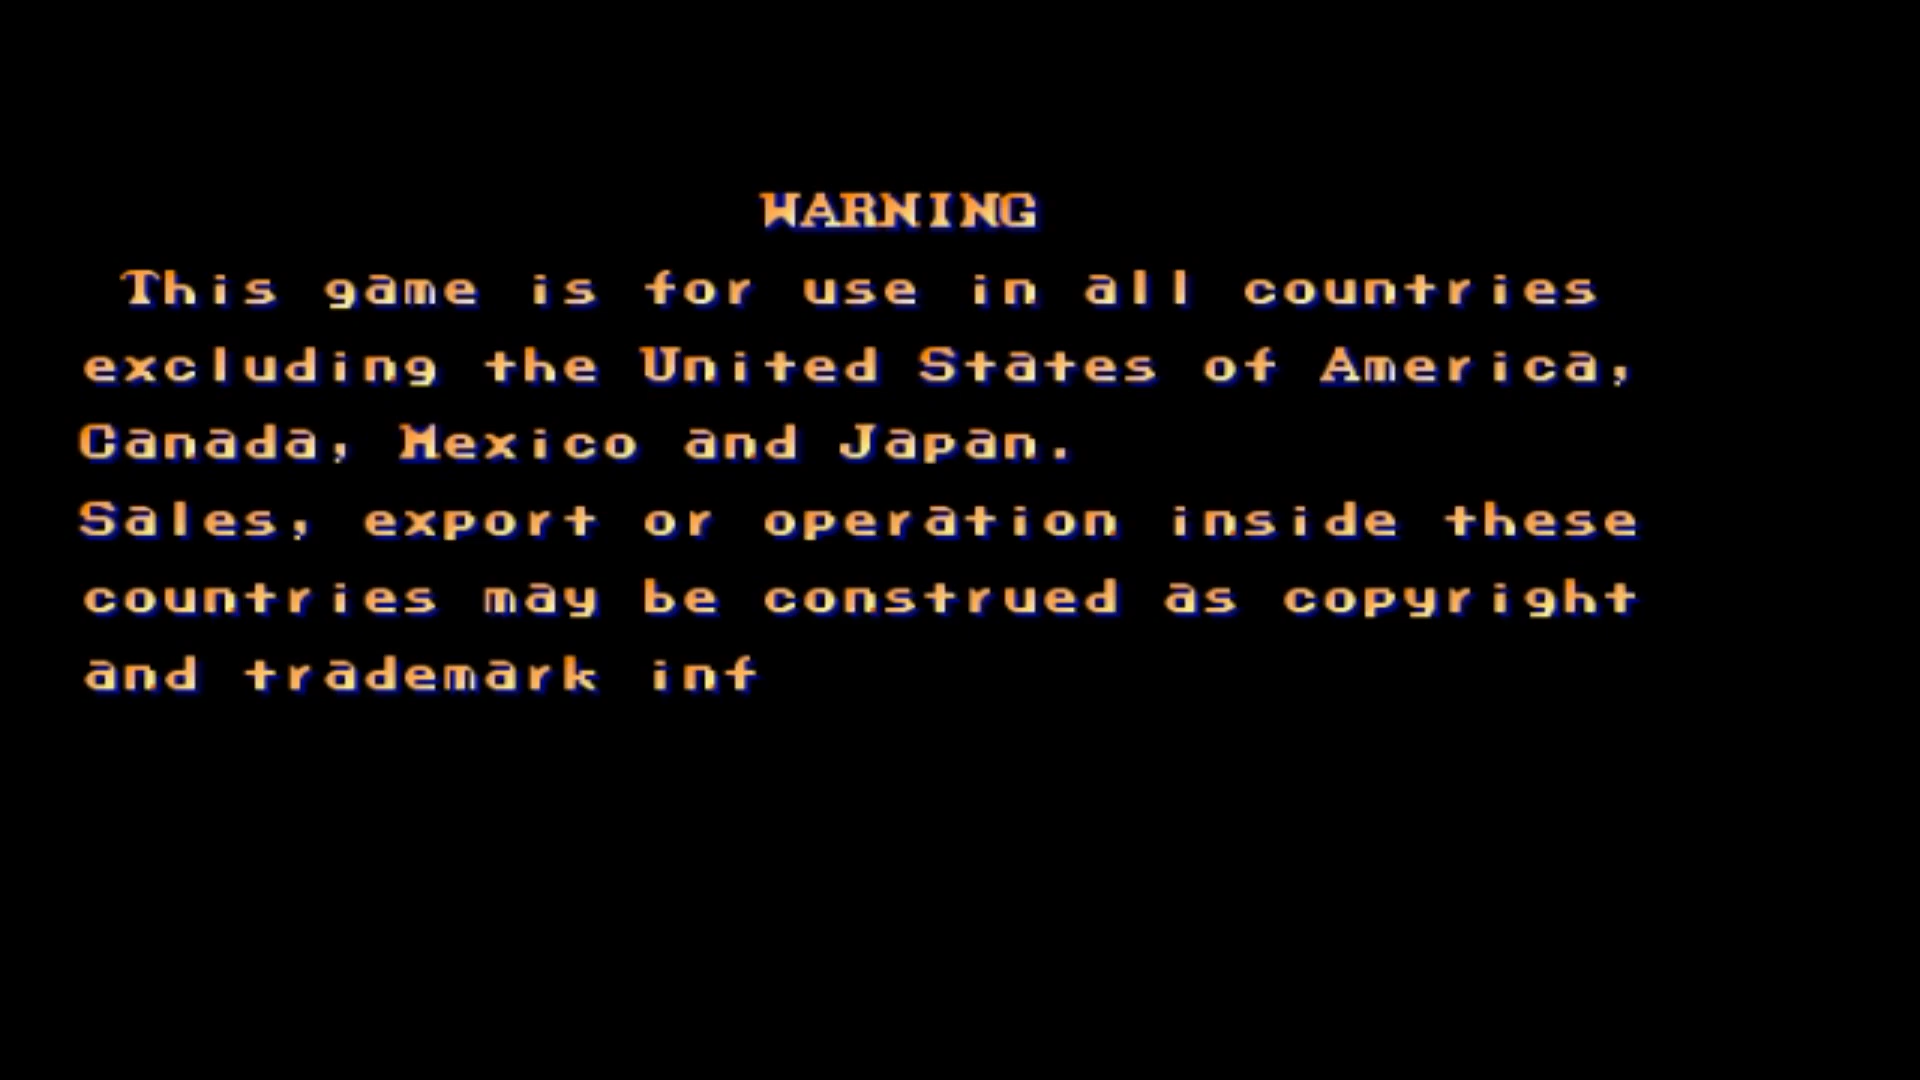 WARNING
This game is for use in all countries
excluding the United States of America,
Canada, Mexico and Japan.
Sales, export or operation inside these
countries may be construed as copyright
and trademark inf